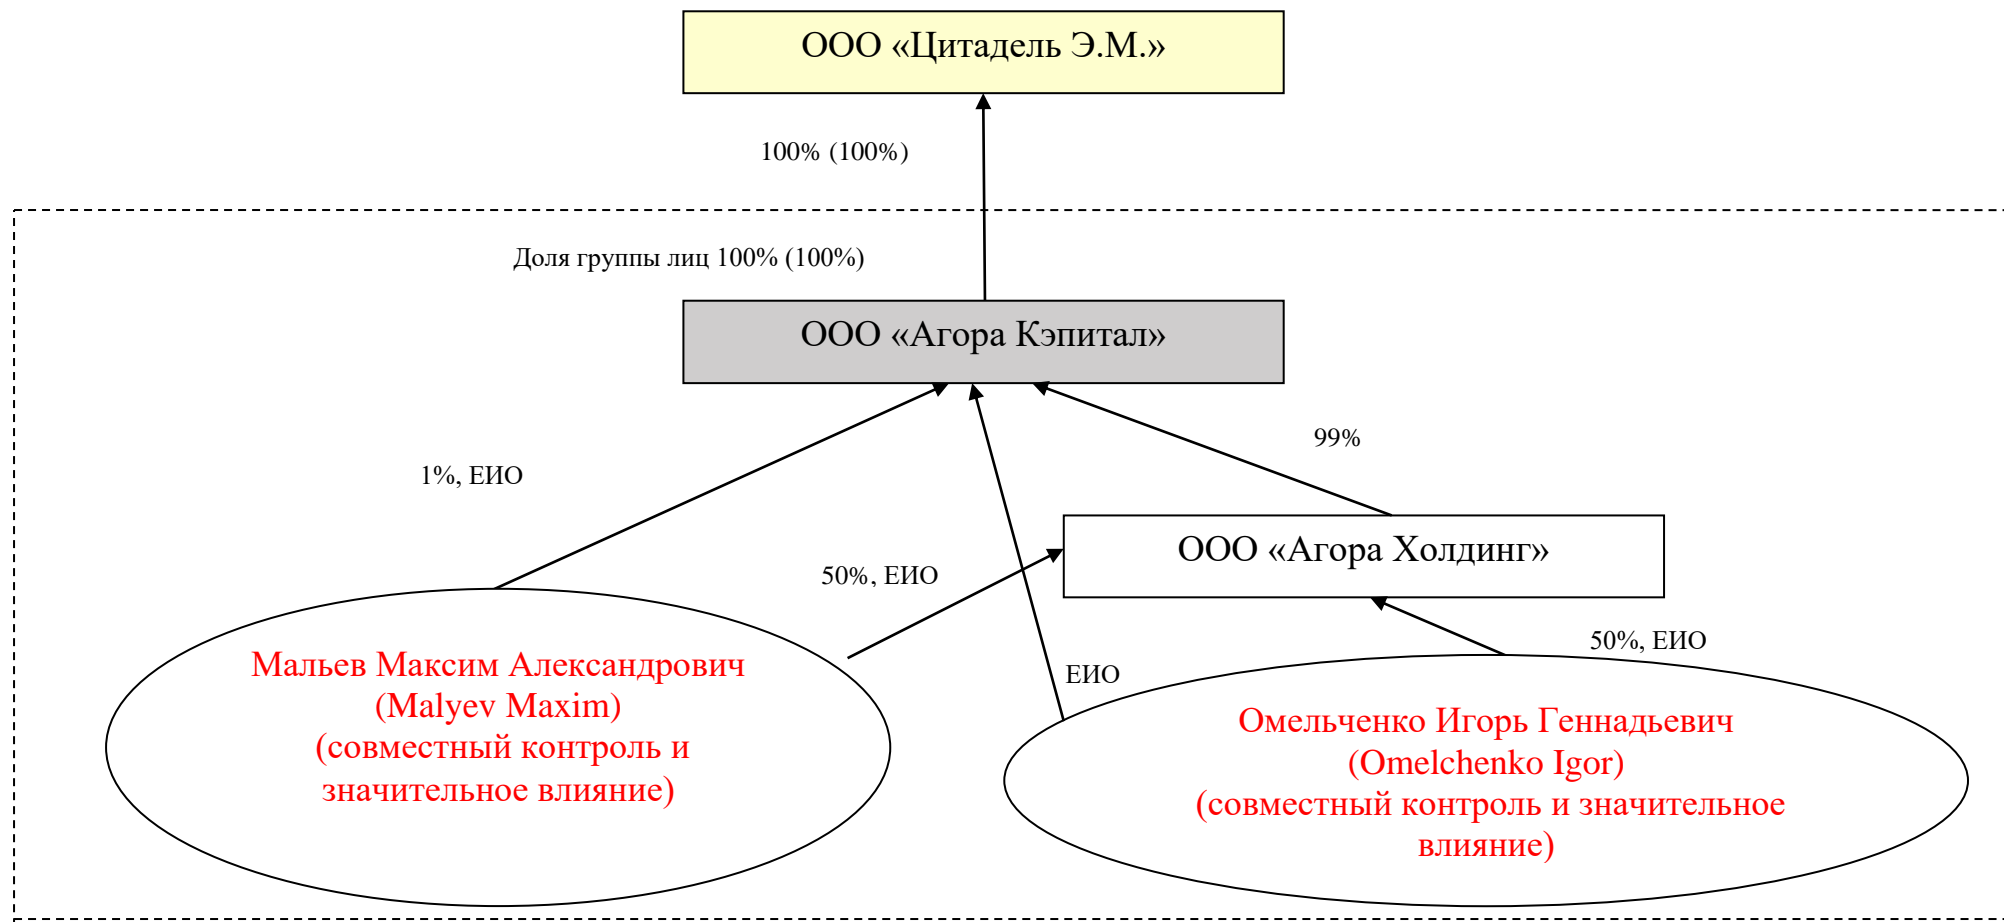 ООО «Цитадель Э.М.»
100% (100%)
Доля группы лиц 100% (100%)
ООО «Агора Кэпитал»
99%
1%, ЕИО
ООО «Агора Холдинг»
50%, ЕИО
50%, ЕИО
ЕИО
Мальев Максим Александрович
(Malyev Maxim)
(совместный контроль и
значительное влияние)
Омельченко Игорь Геннадьевич
(Omelchenko Igor)
(совместный контроль и значительное
влияние)